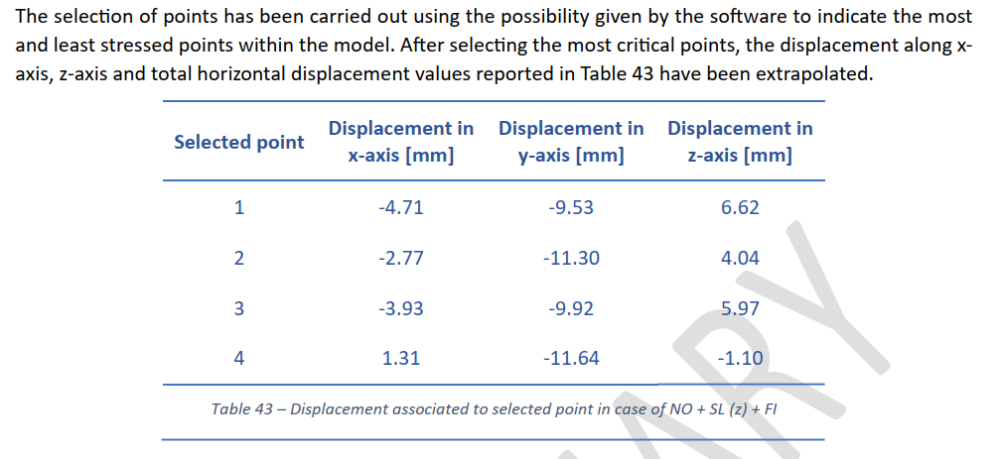 The selection of points has been carried out using the possibility given by the software to indicate the most
and least stressed points within the model. After selecting the most critical points, the displacement along x-
axis, z-axis and total horizontal displacement values reported in Table 43 have been extrapolated.
Selected point Displacement in x-axis [mm] Displacement in y-axis [mm] Displacement in z-axis [mm]
1 -4.71 -9.53 6.62
2 -2.77 -11.30 4.04
3 -3.93 -9.92 5.97
4 1.31 -11.64 -1.10
Table 43 – Displacement associated to selected point in case of NO + SL (z) + FI
ARY